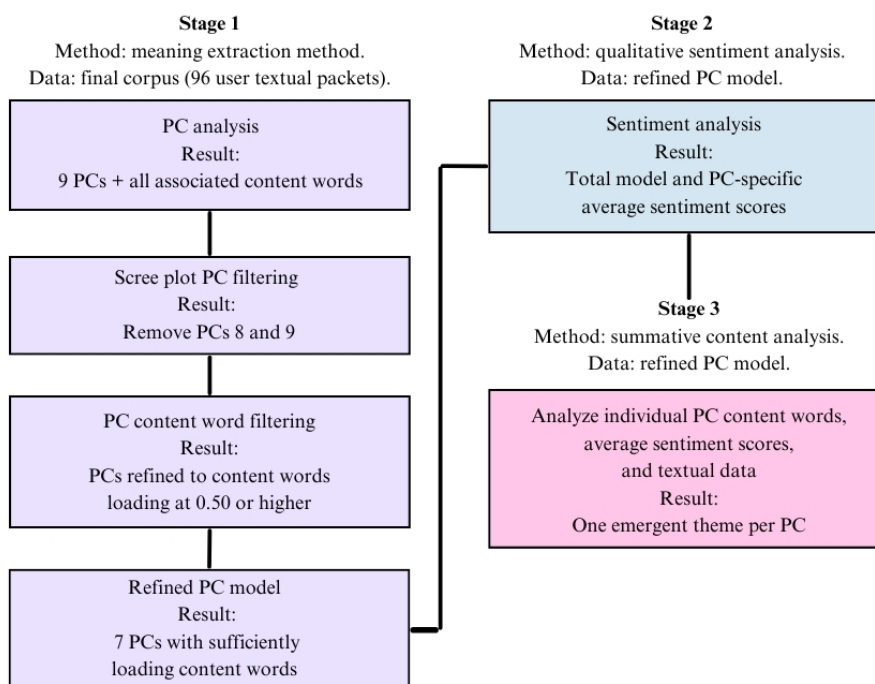 Stage 1
Method: meaning extraction method.
Data: final corpus (96 user textual packets).
PC analysis
Result:
9 PCs + all associated content words
Scree plot PC filtering
Result:
Remove PCs 8 and 9
PC content word filtering
Result:
PCs refined to content words
loading at 0.50 or higher
Refined PC model
Result:
7 PCs with sufficiently
loading content words
Stage 2
Method: qualitative sentiment analysis.
Data: refined PC model.
Sentiment analysis
Result:
Total model and PC-specific
average sentiment scores
Stage 3
Method: summative content analysis.
Data: refined PC model.
Analyze individual PC content words,
average sentiment scores,
and textual data
Result:
One emergent theme per PC